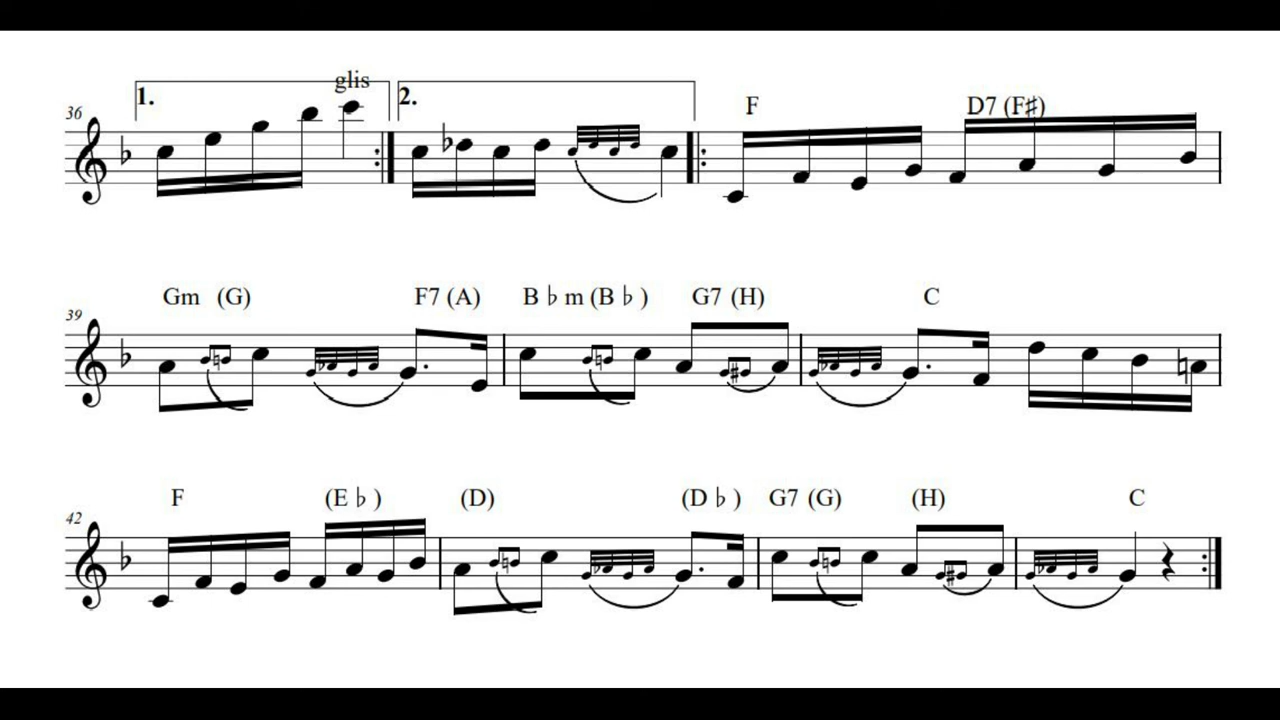 glis
36 1. 2. F D7 (F♯)
39 Gm (G) F7 (A) B♭m (B♭) G7 (H) C
42 F (E♭) (D) (D♭) G7 (G) (H) C